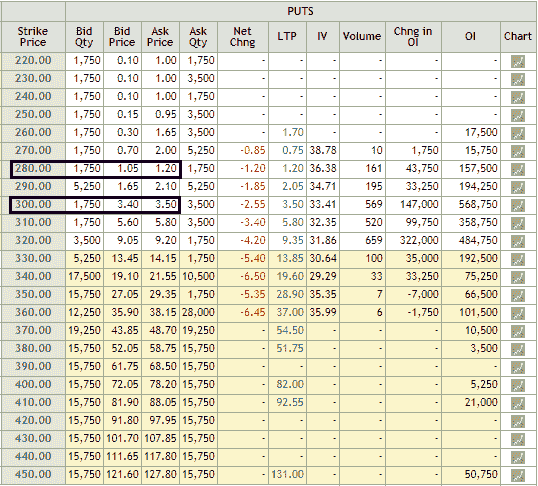 PUTS
Strike Price Bid Qty Bid Price Ask Price Ask Qty Net Chng LTP IV Volume Chng in OI OI Chart
220.00 1,750 0.10 1.00 1,750 - - - - - -
230.00 1,750 0.10 1.00 3,500 - - - - - -
240.00 1,750 0.10 1.00 1,750 - - - - - -
250.00 1,750 0.15 0.95 3,500 - - - - - -
260.00 1,750 0.30 1.65 3,500 - 1.70 - - - 17,500
270.00 1,750 0.70 2.00 5,250 -0.85 0.75 38.78 10 1,750 15,750
280.00 1,750 1.05 1.20 1,750 -1.20 1.20 36.38 161 43,750 157,500
290.00 5,250 1.65 2.10 5,250 -1.85 2.05 34.71 195 33,250 194,250
300.00 1,750 3.40 3.50 3,500 -2.55 3.50 33.41 569 147,000 568,750
310.00 1,750 5.60 5.80 3,500 -3.40 5.80 32.35 520 99,750 358,750
320.00 3,500 9.05 9.20 1,750 -4.20 9.35 31.86 659 322,000 484,750
330.00 5,250 13.45 14.15 1,750 -5.40 13.85 30.64 100 35,000 192,500
340.00 17,500 19.10 21.55 10,500 -6.50 19.60 29.29 33 33,250 75,250
350.00 15,750 27.05 29.35 1,750 -5.35 28.90 35.35 7 -7,000 66,500
360.00 12,250 35.90 38.15 28,000 -6.45 37.00 35.99 6 -1,750 101,500
370.00 19,250 43.85 48.70 19,250 - 54.50 - - - 10,500
380.00 15,750 52.05 58.75 15,750 - 51.75 - - - 3,500
390.00 15,750 61.75 68.50 15,750 - - - - - -
400.00 15,750 72.05 78.20 15,750 - 82.00 - - - 5,250
410.00 15,750 81.90 88.05 15,750 - 92.55 - - - 21,000
420.00 15,750 91.80 97.95 15,750 - - - - - -
430.00 15,750 101.70 107.85 15,750 - - - - - -
440.00 15,750 111.65 117.80 15,750 - - - - - -
450.00 15,750 121.60 127.80 15,750 - 131.00 - - - 50,750